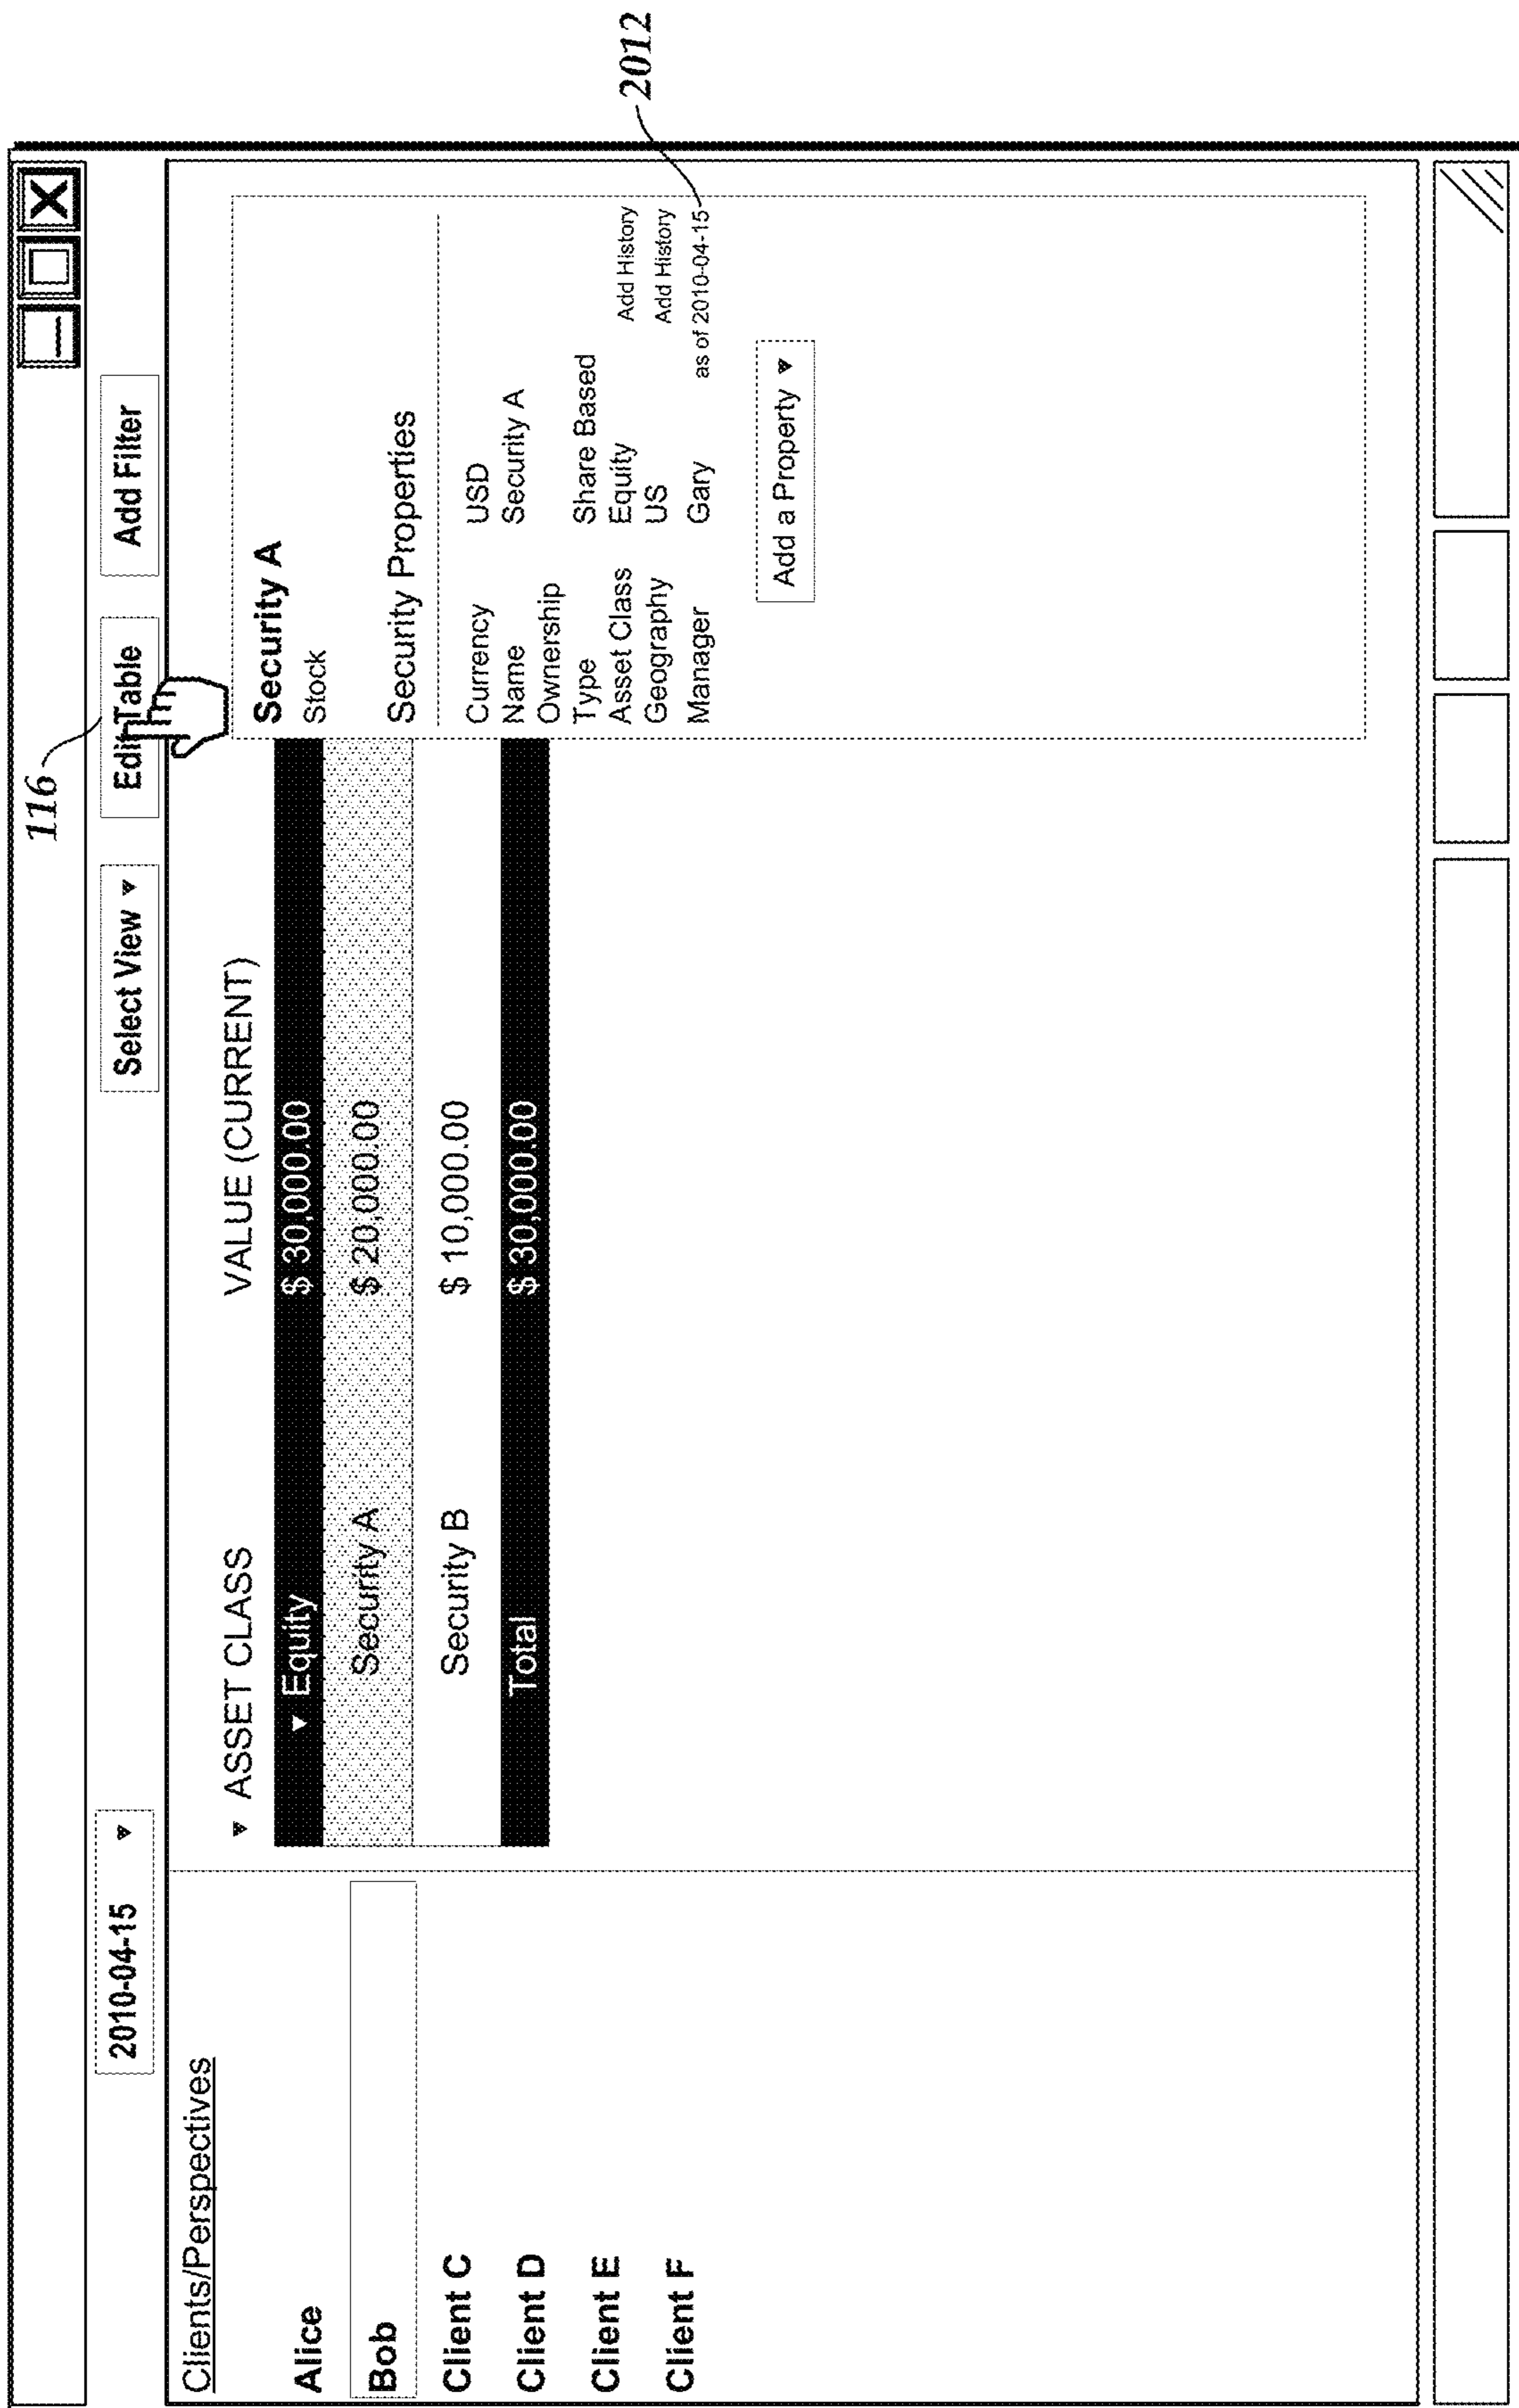 116
2010-04-15 ▼
Select View ▼
Edit Table
Add Filter
Clients/Perspectives
Alice
Bob
Client C
Client D
Client E
Client F
▼ ASSET CLASS VALUE (CURRENT)
▼ Equity $ 30,000.00
Security A $ 20,000.00
Security B $ 10,000.00
Total $ 30,000.00
Security A
Stock
Security Properties
Currency USD
Name Security A
Ownership
Type Share Based
Asset Class Equity Add History
Geography US Add History
Manager Gary as of 2010-04-15
Add a Property ▼
2012